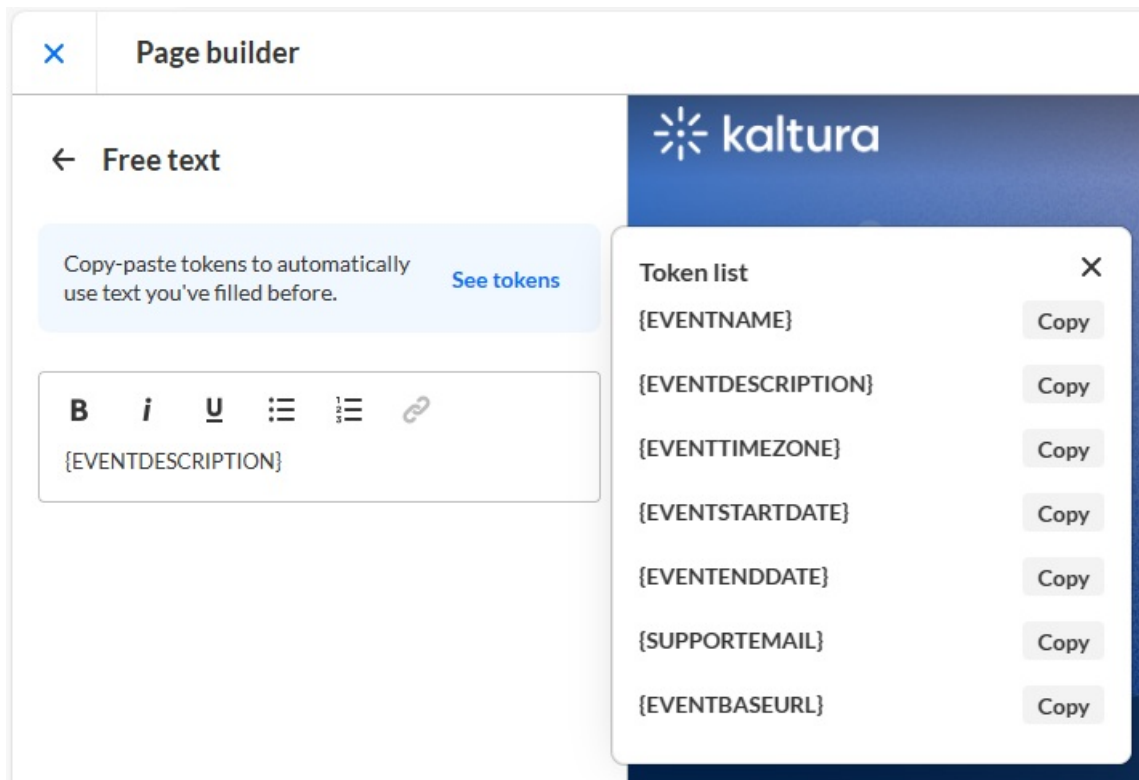 Page builder
Free text
kaltura
Copy-paste tokens to automatically
use text you've filled before.
See tokens
B i U
{EVENTDESCRIPTION}
Token list
{EVENTNAME} Copy
{EVENTDESCRIPTION} Copy
{EVENTTIMEZONE} Copy
{EVENTSTARTDATE} Copy
{EVENTENDDATE} Copy
{SUPPORTEMAIL} Copy
{EVENTBASEURL} Copy